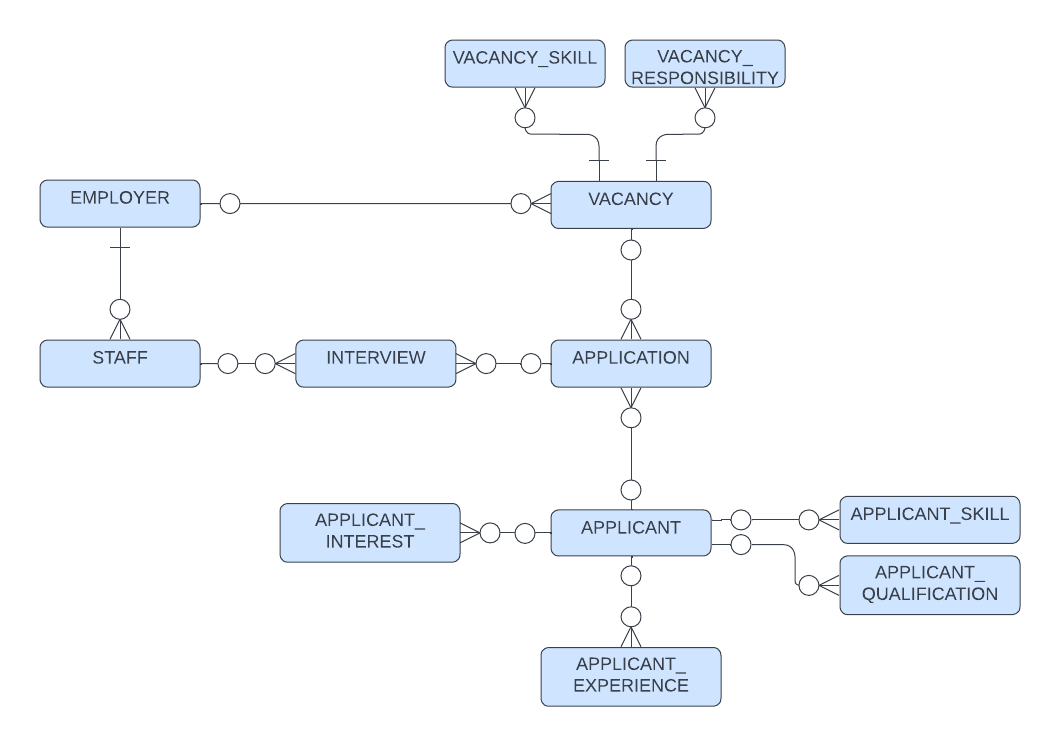 VACANCY_SKILL
VACANCY_
RESPONSIBILITY
EMPLOYER
VACANCY
STAFF
INTERVIEW
APPLICATION
APPLICANT_
INTEREST
APPLICANT
APPLICANT_SKILL
APPLICANT_
QUALIFICATION
APPLICANT_
EXPERIENCE